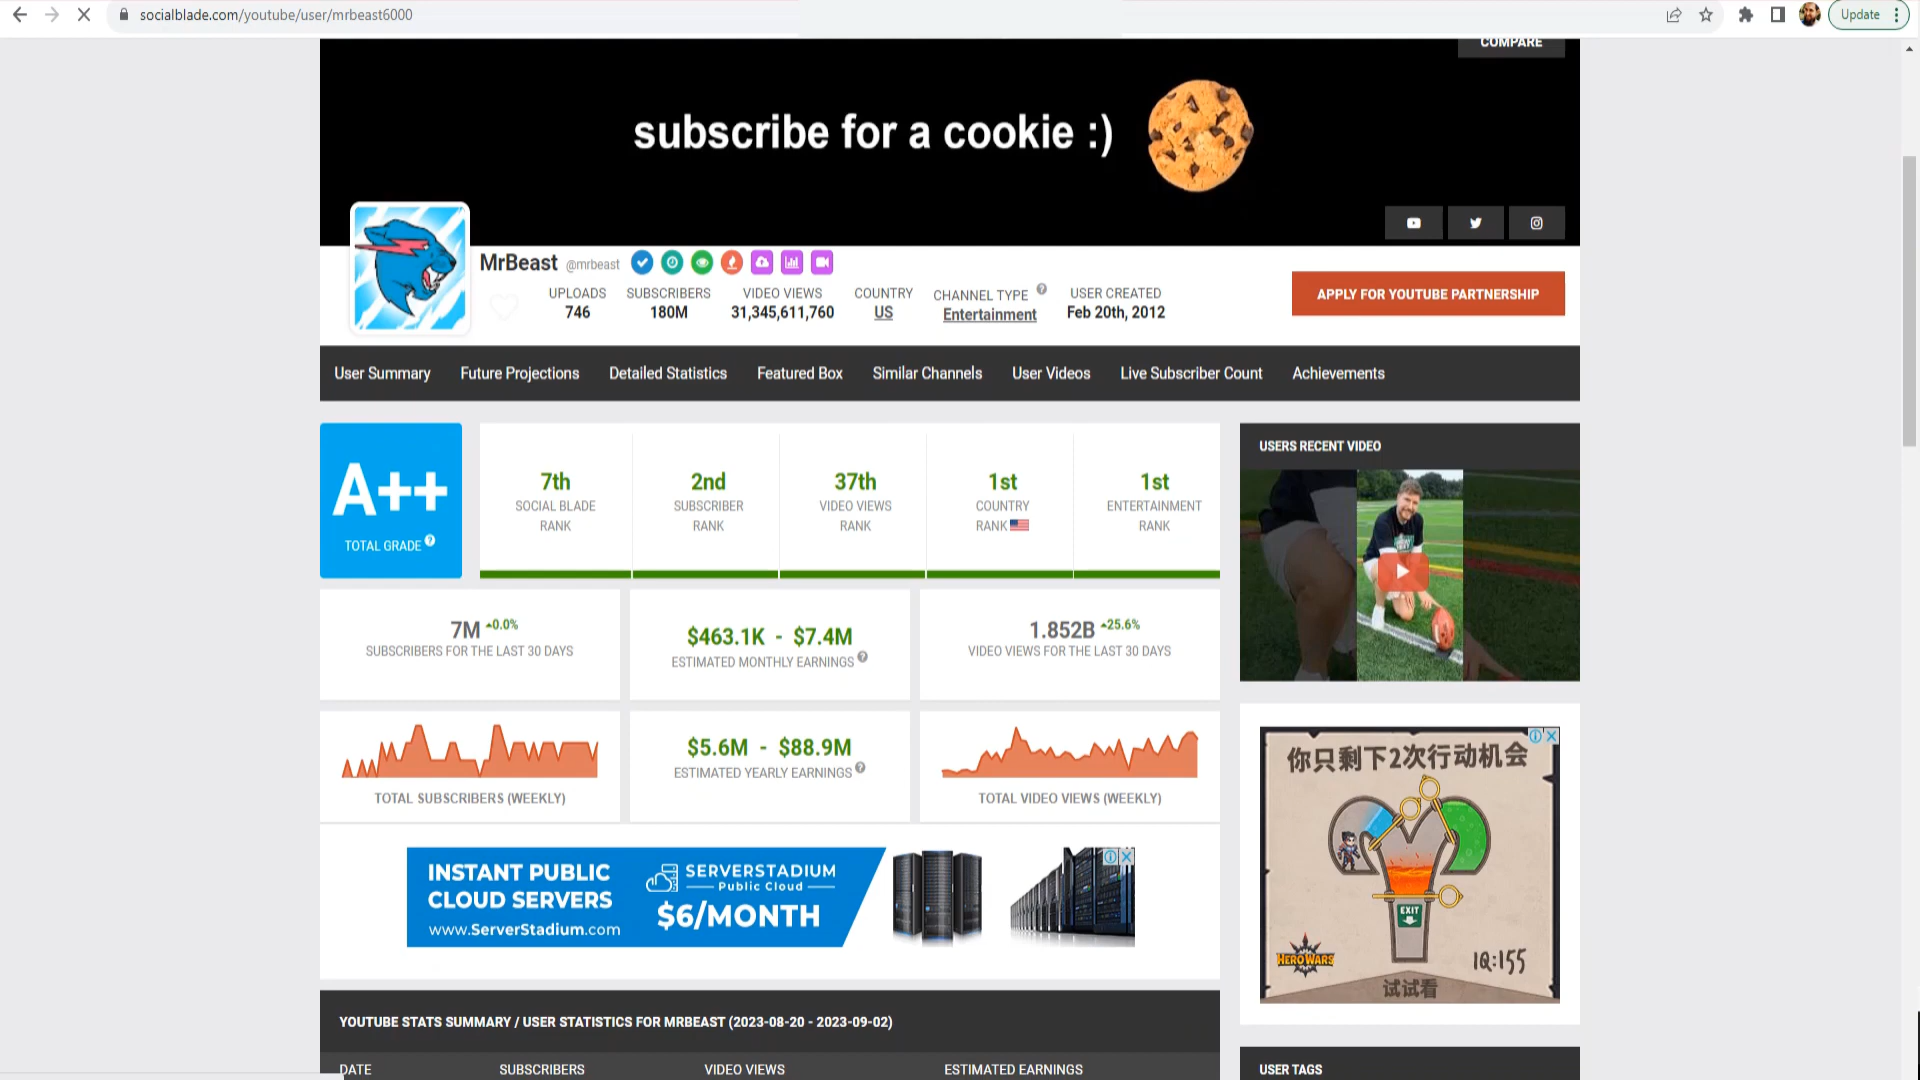 socialblade.com/youtube/user/mrbeast6000
Update
COMPARE
subscribe for a cookie :)
MrBeast @mrbeast
UPLOADS
746
SUBSCRIBERS
180M
VIDEO VIEWS
31,345,611,760
COUNTRY
US
CHANNEL TYPE
Entertainment
USER CREATED
Feb 20th, 2012
APPLY FOR YOUTUBE PARTNERSHIP
User Summary
Future Projections
Detailed Statistics
Featured Box
Similar Channels
User Videos
Live Subscriber Count
Achievements
A++
TOTAL GRADE
7th
SOCIAL BLADE
RANK
2nd
SUBSCRIBER
RANK
37th
VIDEO VIEWS
RANK
1st
COUNTRY
RANK
1st
ENTERTAINMENT
RANK
USERS RECENT VIDEO
7M 0.0%
SUBSCRIBERS FOR THE LAST 30 DAYS
$463.1K - $7.4M
ESTIMATED MONTHLY EARNINGS
1.852B 25.6%
VIDEO VIEWS FOR THE LAST 30 DAYS
TOTAL SUBSCRIBERS (WEEKLY)
$5.6M - $88.9M
ESTIMATED YEARLY EARNINGS
TOTAL VIDEO VIEWS (WEEKLY)
你只剩下2次行动机会
EXIT
HERO WARS
IQ:155
试试看
INSTANT PUBLIC
CLOUD SERVERS
www.ServerStadium.com
SERVERSTADIUM
Public Cloud
$6/MONTH
YOUTUBE STATS SUMMARY / USER STATISTICS FOR MRBEAST (2023-08-20 - 2023-09-02)
DATE
SUBSCRIBERS
VIDEO VIEWS
ESTIMATED EARNINGS
USER TAGS